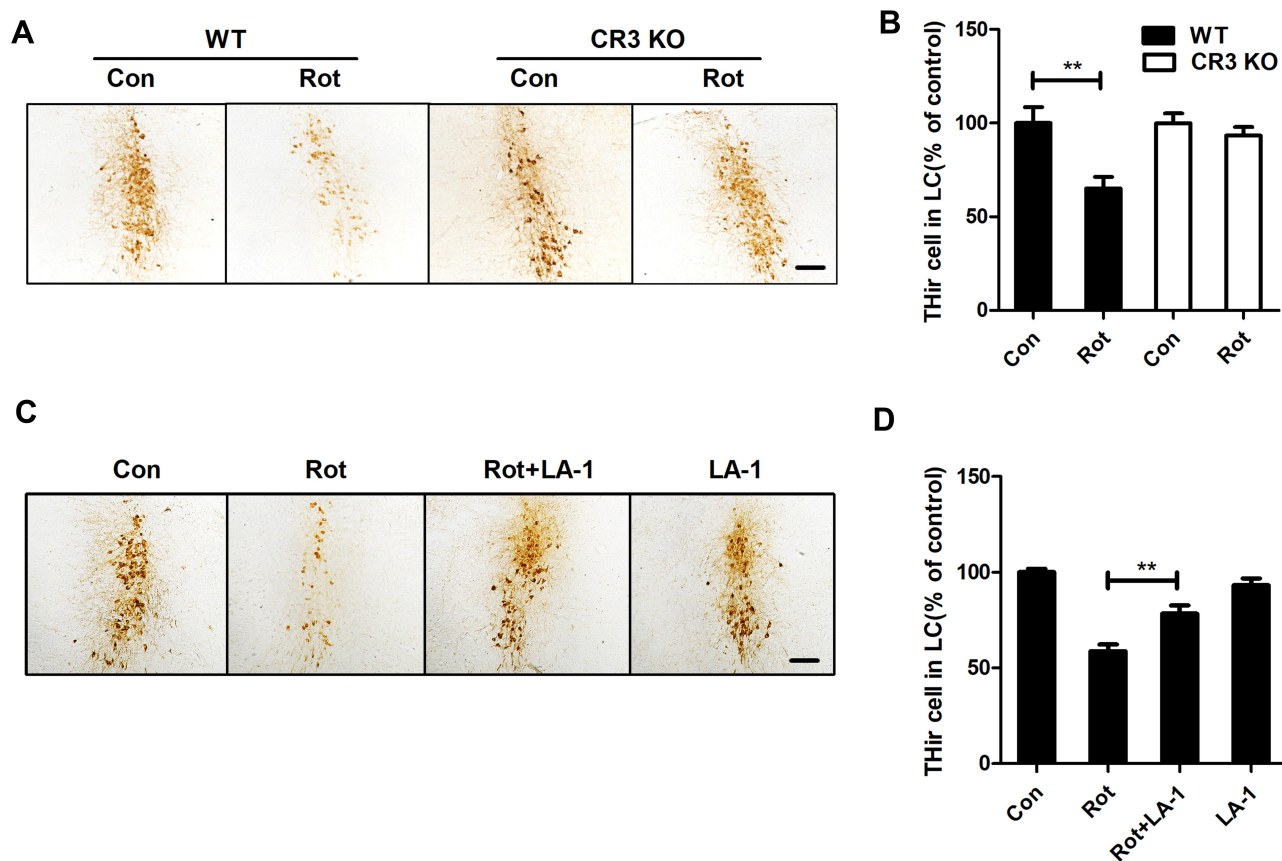 A
WT
CR3 KO
Con
Rot
Con
Rot
B
THir cell in LC(% of control)
150
100
50
0
**
WT
CR3 KO
Con
Rot
Con
Rot
C
Con
Rot
Rot+LA-1
LA-1
D
THir cell in LC(% of control)
150
100
50
0
**
Con
Rot
Rot+LA-1
LA-1